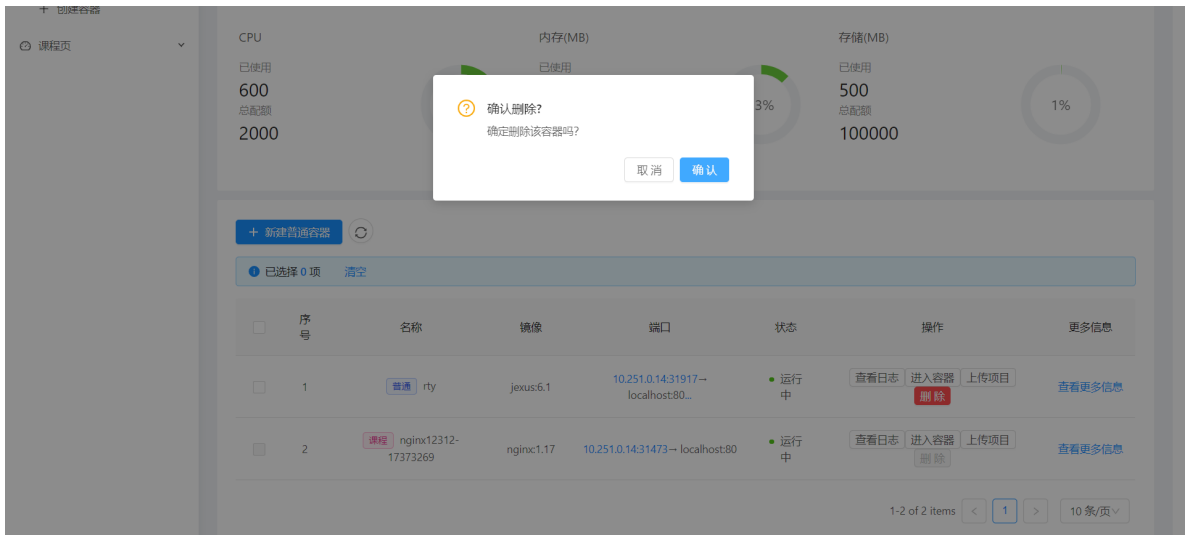 + 创建容器
课程页
CPU
已使用
600
总配额
2000
内存(MB)
已使用
3%
存储(MB)
已使用
500
总配额
100000
1%
确认删除?
确定删除该容器吗?
取 消
确 认
+ 新建普通容器
已选择 0 项 清空
序号 名称 镜像 端口 状态 操作 更多信息
1 普通 rty jexus:6.1 10.251.0.14:31917→ localhost:80... 运行中 查看日志 进入容器 上传项目 删 除 查看更多信息
2 课程 nginx12312-17373269 nginx:1.17 10.251.0.14:31473→ localhost:80 运行中 查看日志 进入容器 上传项目 删 除 查看更多信息
1-2 of 2 items < 1 > 10 条/页